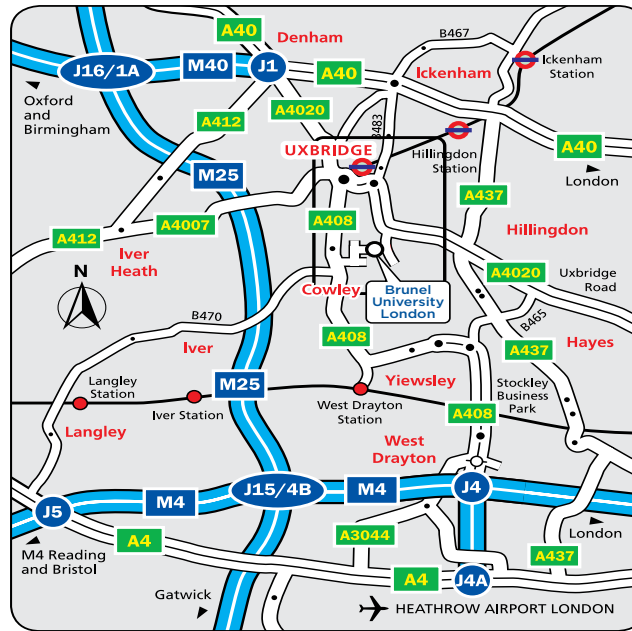 A40
Denham
B467
J16/1A
M40
J1
A40
Ickenham
Ickenham
Station
Oxford
and
Birmingham
A412
A4020
B483
UXBRIDGE
Hillingdon
Station
A40
London
M25
A437
A408
A412
A4007
Iver
Heath
Hillingdon
N
A4020
Uxbridge
Road
Cowley
Brunel
University
London
B470
A408
B465
Iver
A437
Hayes
Langley
Station
M25
Iver Station
West Drayton
Station
Yiewsley
Stockley
Business
Park
A408
Langley
West
Drayton
J5
M4
J15/4B
M4
J4
London
M4 Reading
and Bristol
A4
A3044
A437
Gatwick
A4
J4A
HEATHROW AIRPORT LONDON